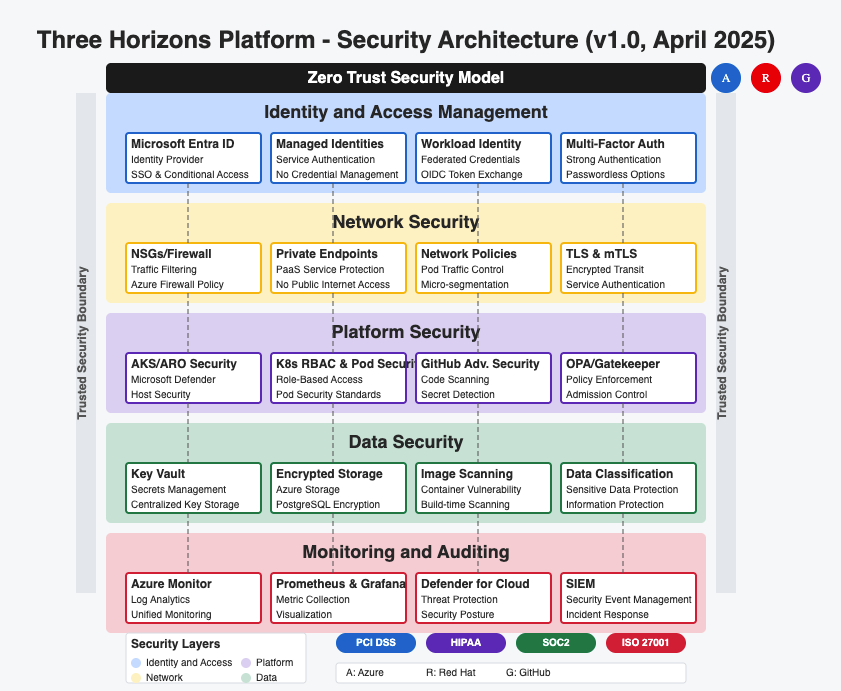 Three Horizons Platform - Security Architecture (v1.0, April 2025)
Zero Trust Security Model
A
R
G
Trusted Security Boundary
Trusted Security Boundary
Identity and Access Management
Microsoft Entra ID
Identity Provider
SSO & Conditional Access
Managed Identities
Service Authentication
No Credential Management
Workload Identity
Federated Credentials
OIDC Token Exchange
Multi-Factor Auth
Strong Authentication
Passwordless Options
Network Security
NSGs/Firewall
Traffic Filtering
Azure Firewall Policy
Private Endpoints
PaaS Service Protection
No Public Internet Access
Network Policies
Pod Traffic Control
Micro-segmentation
TLS & mTLS
Encrypted Transit
Service Authentication
Platform Security
AKS/ARO Security
Microsoft Defender
Host Security
K8s RBAC & Pod Securi
Role-Based Access
Pod Security Standards
GitHub Adv. Security
Code Scanning
Secret Detection
OPA/Gatekeeper
Policy Enforcement
Admission Control
Data Security
Key Vault
Secrets Management
Centralized Key Storage
Encrypted Storage
Azure Storage
PostgreSQL Encryption
Image Scanning
Container Vulnerability
Build-time Scanning
Data Classification
Sensitive Data Protection
Information Protection
Monitoring and Auditing
Azure Monitor
Log Analytics
Unified Monitoring
Prometheus & Grafana
Metric Collection
Visualization
Defender for Cloud
Threat Protection
Security Posture
SIEM
Security Event Management
Incident Response
Security Layers
Identity and Access
Platform
Network
Data
PCI DSS
HIPAA
SOC2
ISO 27001
A: Azure
R: Red Hat
G: GitHub